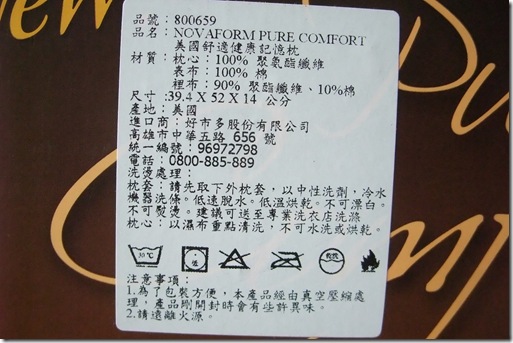 品號：800659
品名：NOVAFORM PURE COMFORT
美國舒適健康記憶枕
材質：枕心：100% 聚氨酯纖維
表布：100% 棉
裡布：90% 聚酯纖維、10%棉
尺寸：39.4 X 52 X 14 公分
產地：美國
進口商：好市多股份有限公司
高雄市中華五路 656 號
統一編號：96972798
電話：0800-885-889
洗燙處理：
枕套：請先取下外枕套，以中性洗劑，冷水
機器洗滌。低速脫水。低溫烘乾。不可漂白。
不可熨燙。建議可送至專業洗衣店洗滌
枕心：以濕布重點清洗，不可水洗或烘乾。
30℃
低
乾洗
注意事項：
1.為了包裝方便，本產品經由真空壓縮處
理，產品剛開封時會有些許異味。
2.請遠離火源。